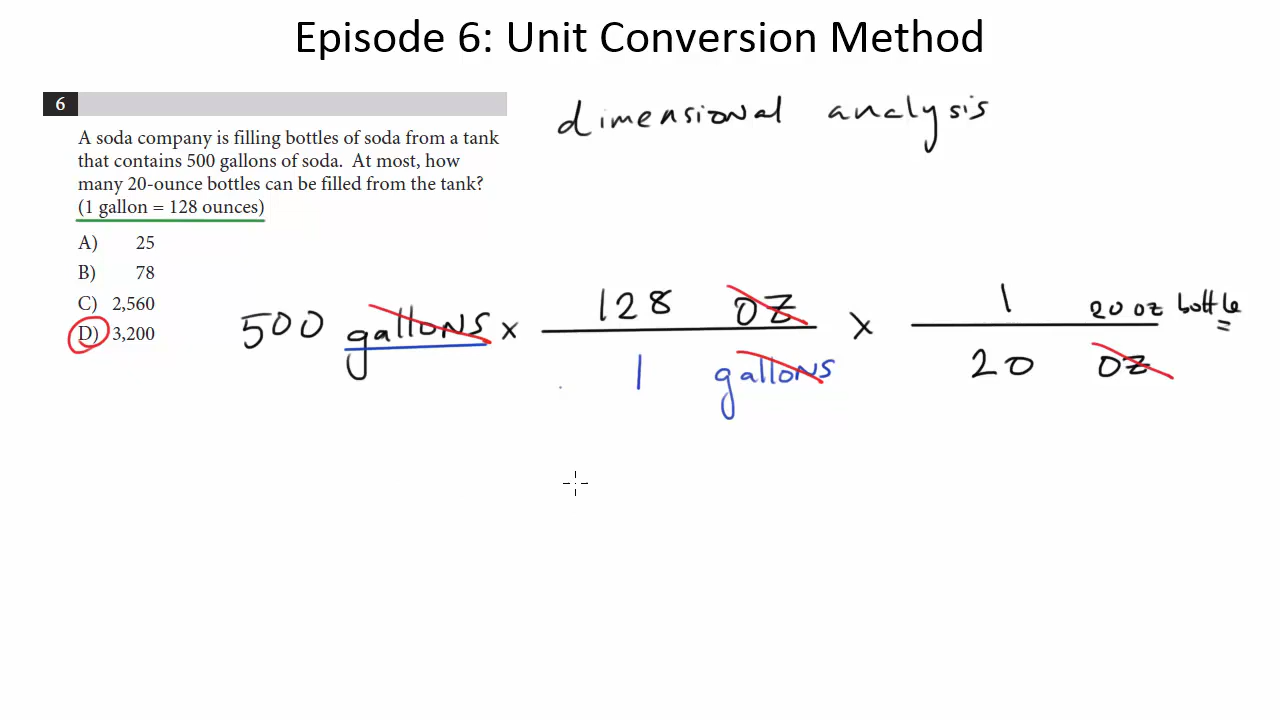 Episode 6: Unit Conversion Method
6
dimensional analysis
A soda company is filling bottles of soda from a tank
that contains 500 gallons of soda. At most, how
many 20-ounce bottles can be filled from the tank?
(1 gallon = 128 ounces)
A) 25
B) 78
C) 2,560
D) 3,200
128 oz 1 20 oz bottle
500 gallons x x
1 gallons 20 oz